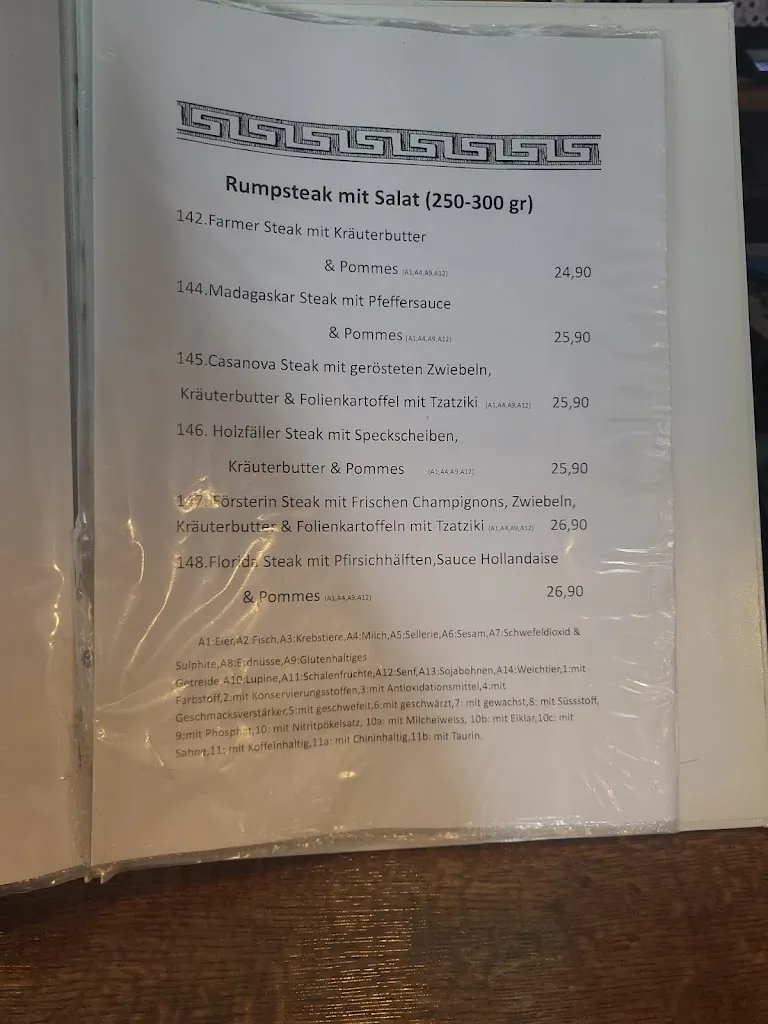 Rumpsteak mit Salat (250-300 gr)
142.Farmer Steak mit Kräuterbutter
& Pommes (A1,A4,A9,A12) 24,90
144.Madagaskar Steak mit Pfeffersauce
& Pommes (A1,A4,A9,A12) 25,90
145.Casanova Steak mit gerösteten Zwiebeln,
Kräuterbutter & Folienkartoffel mit Tzatziki (A1,A4,A9,A12) 25,90
146. Holzfäller Steak mit Speckscheiben,
Kräuterbutter & Pommes (A1,A4,A9,A12) 25,90
147. Försterin Steak mit Frischen Champignons, Zwiebeln,
Kräuterbutter & Folienkartoffeln mit Tzatziki (A1,A4,A9,A12) 26,90
148.Florida Steak mit Pfirsichhälften,Sauce Hollandaise
& Pommes (A1,A4,A9,A12) 26,90
A1:Eier,A2:Fisch,A3:Krebstiere,A4:Milch,A5:Sellerie,A6:Sesam,A7:Schwefeldioxid &
Sulphite,A8:Erdnüsse,A9:Glutenhaltiges
Getreide,A10:Lupine,A11:Schalenfrüchte,A12:Senf,A13:Sojabohnen,A14:Weichtier,1:mit
Farbstoff,2:mit Konservierungsstoffen,3:mit Antioxidationsmittel,4:mit
Geschmacksverstärker,5:mit geschwefelt,6:mit geschwärzt,7: mit gewachst,8: mit Süssstoff,
9:mit Phosphat,10: mit Nitritpökelsatz, 10a: mit Milcheiweiss, 10b: mit Eiklar,10c: mit
Sahne,11: mit Koffeinhaltig,11a: mit Chininhaltig,11b: mit Taurin.